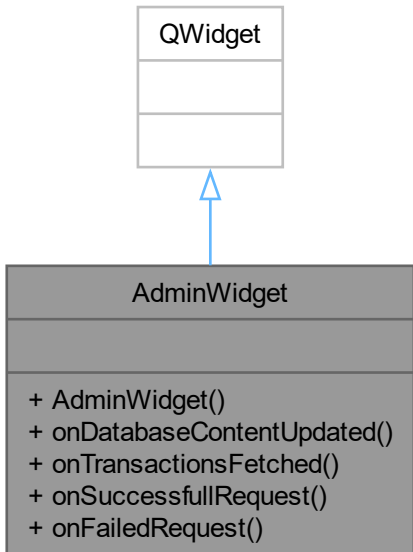 QWidget
AdminWidget
+ AdminWidget()
+ onDatabaseContentUpdated()
+ onTransactionsFetched()
+ onSuccessfullRequest()
+ onFailedRequest()